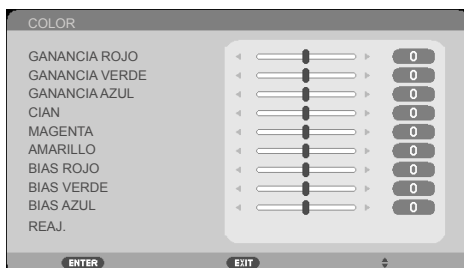 COLOR
GANANCIA ROJO 0
GANANCIA VERDE 0
GANANCIA AZUL 0
CIAN 0
MAGENTA 0
AMARILLO 0
BIAS ROJO 0
BIAS VERDE 0
BIAS AZUL 0
REAJ.
ENTER EXIT